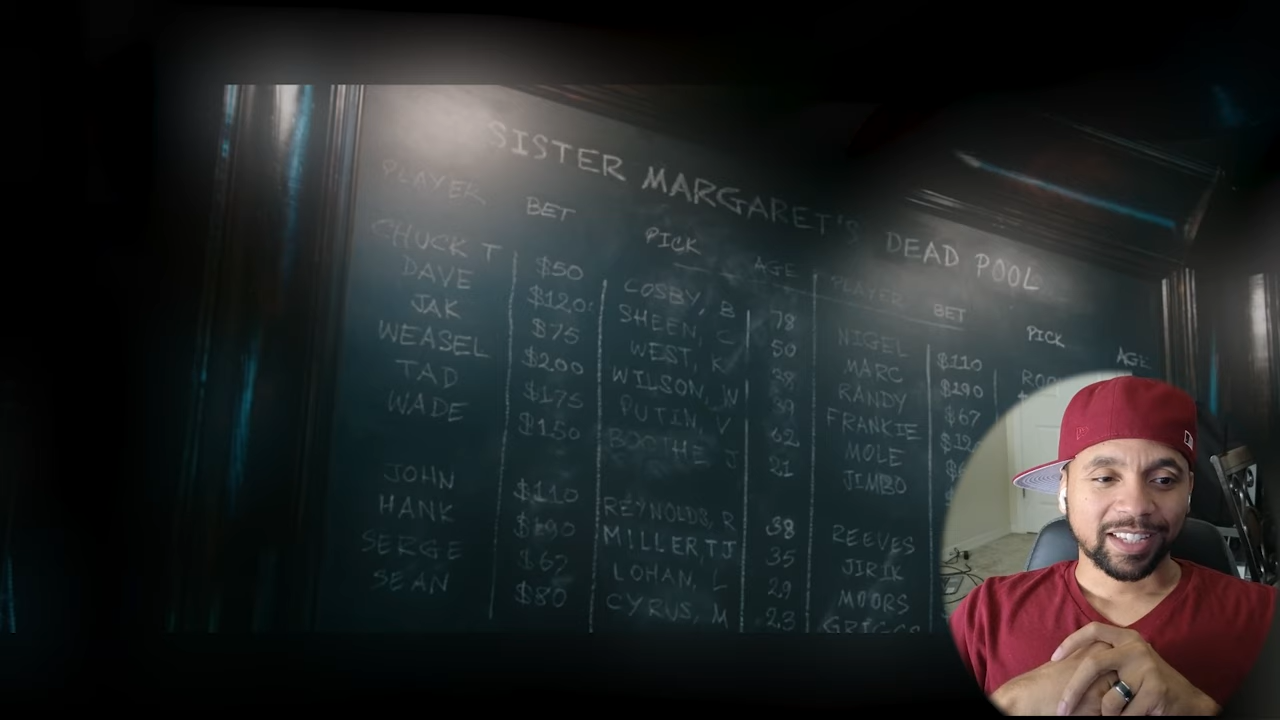 SISTER MARGARET'S DEAD POOL
PLAYER BET PICK AGE PLAYER BET PICK AGE
CHUCK T $50 COSBY, B 78 NIGEL $110
DAVE $120 SHEEN, C 50 MARC $190
JAK $75 WEST, K 38 RANDY $67
WEASEL $200 WILSON, W 39 FRANKIE
TAD $175 PUTIN, V 62 MOLE
WADE $150 BOOTHE J 21 JIMBO
JOHN $110 REYNOLDS, R 38 REEVES
HANK $190 MILLER, TJ 35 JIRIK
SERGE $67 LOHAN, L 29 MOORS
SEAN $80 CYRUS, M 23 GRIGGS